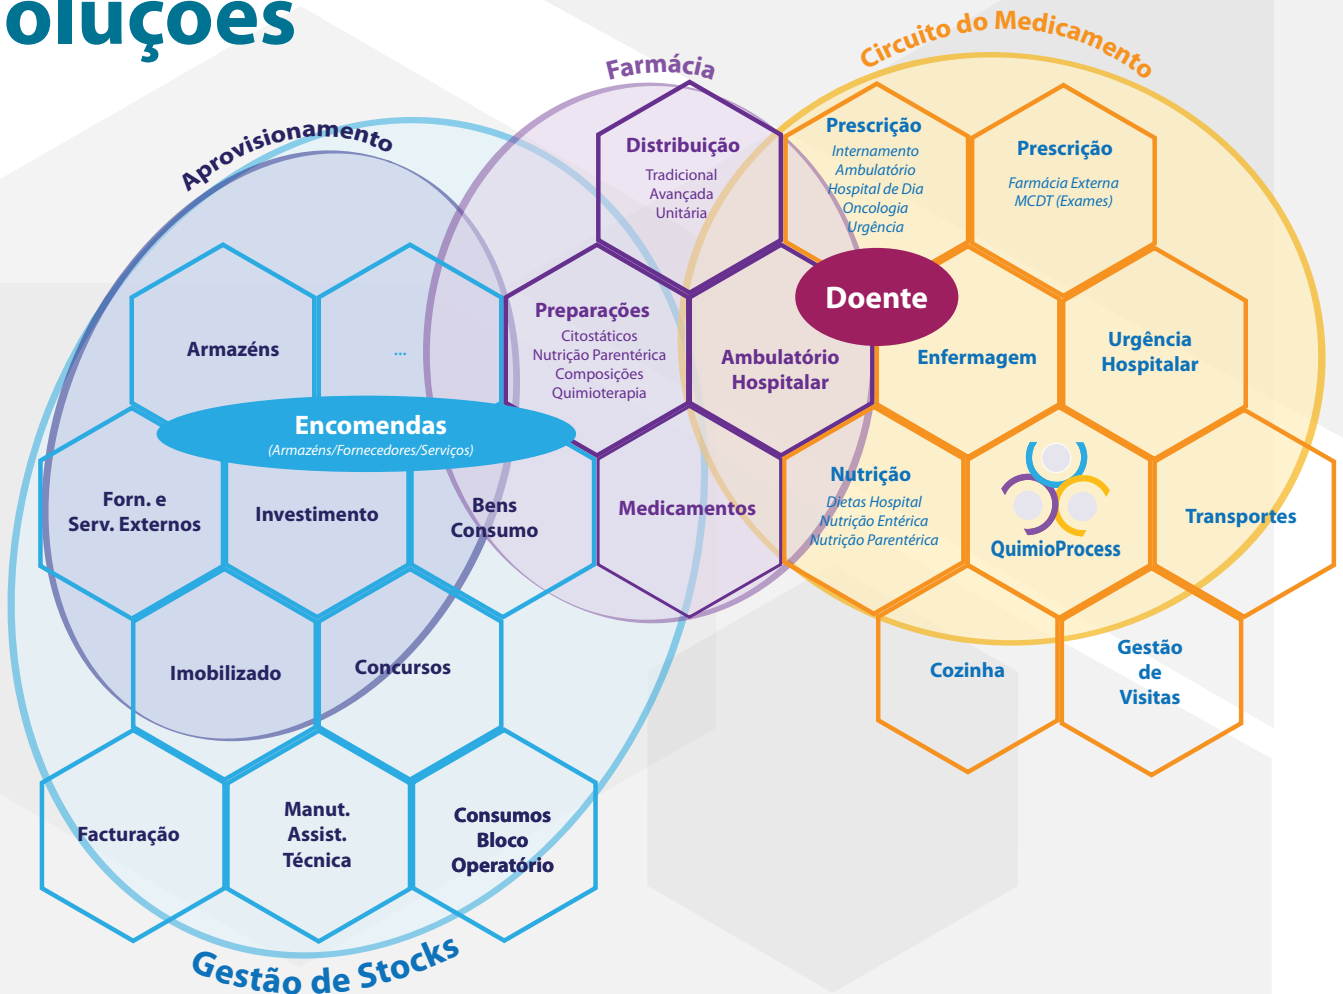 oluções
Circuito do Medicamento
Farmácia
Aprovisionamento
Distribuição
Tradicional
Avançada
Unitária
Prescrição
Internamento
Ambulatório
Hospital de Dia
Oncologia
Urgência
Prescrição
Farmácia Externa
MCDT (Exames)
Doente
Armazéns
...
Preparações
Citostáticos
Nutrição Parentérica
Composições
Quimioterapia
Ambulatório
Hospitalar
Enfermagem
Urgência
Hospitalar
Encomendas
(Armazéns/Fornecedores/Serviços)
Forn. e
Serv. Externos
Investimento
Bens
Consumo
Medicamentos
Nutrição
Dietas Hospital
Nutrição Entérica
Nutrição Parentérica
QuimioProcess
Transportes
Imobilizado
Concursos
Cozinha
Gestão
de
Visitas
Facturação
Manut.
Assist.
Técnica
Consumos
Bloco
Operatório
Gestão de Stocks